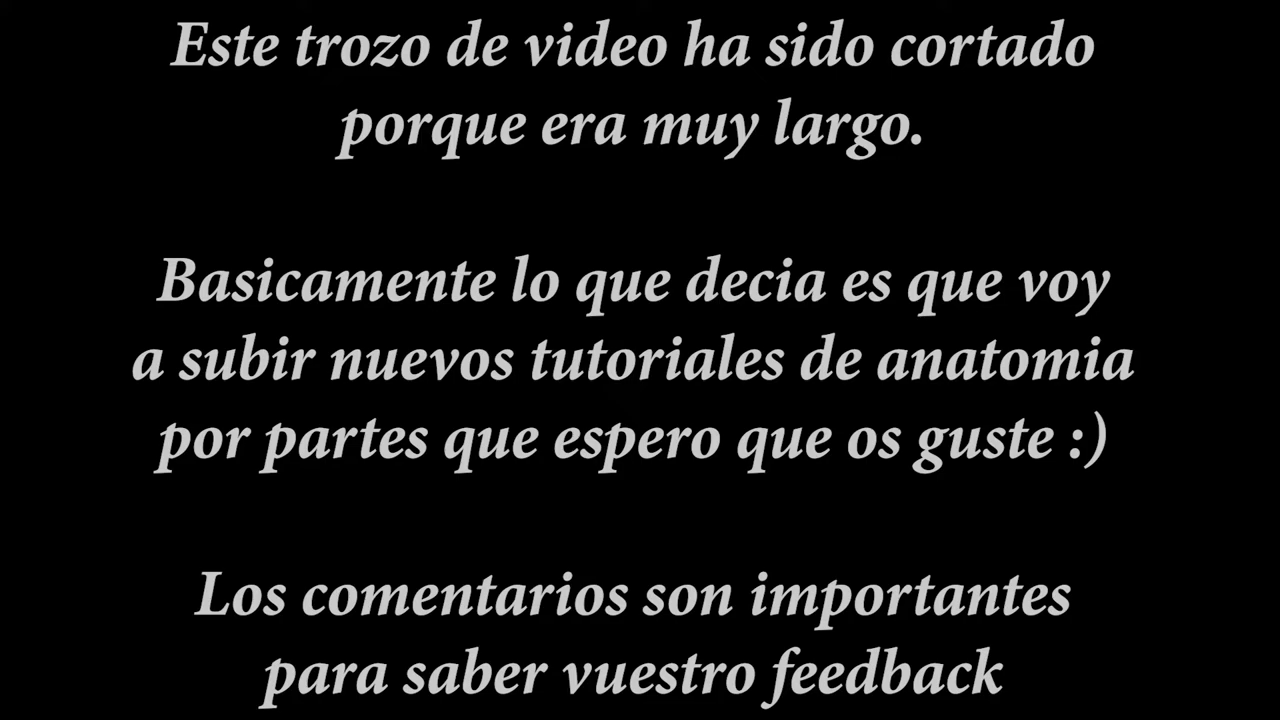 Este trozo de video ha sido cortado
porque era muy largo.
Basicamente lo que decia es que voy
a subir nuevos tutoriales de anatomia
por partes que espero que os guste :)
Los comentarios son importantes
para saber vuestro feedback